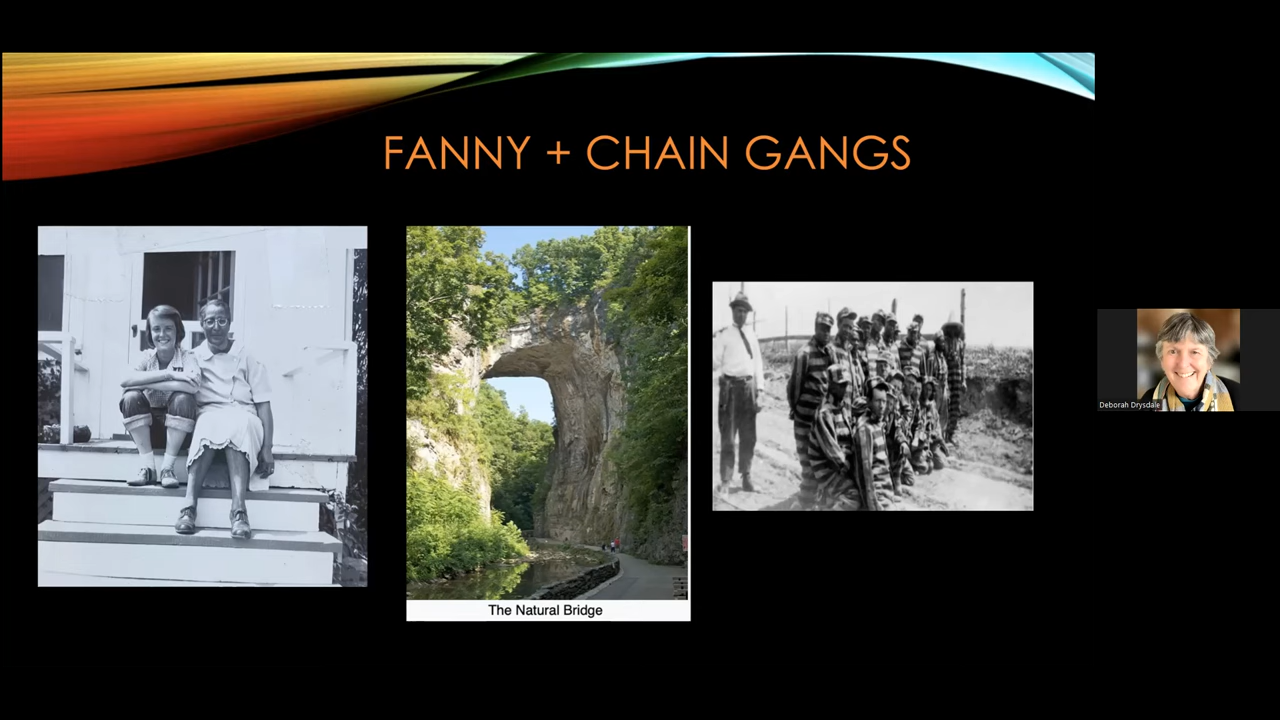 FANNY + CHAIN GANGS
The Natural Bridge
Deborah Drysdale